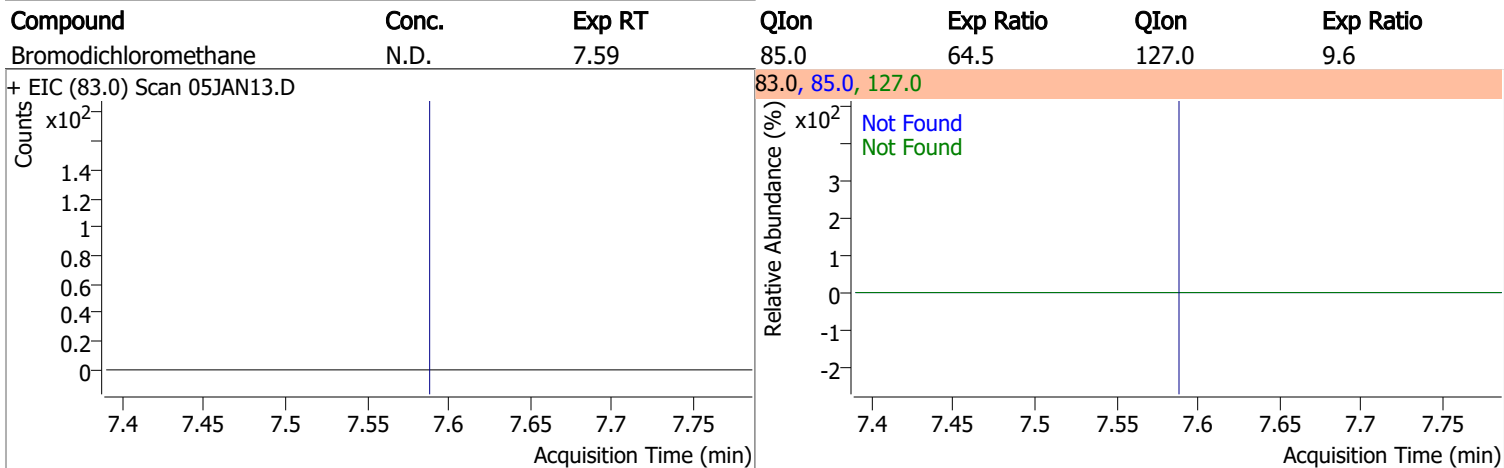 Compound Conc. Exp RT QIon Exp Ratio QIon Exp Ratio
Bromodichloromethane N.D. 7.59 85.0 64.5 127.0 9.6
+ EIC (83.0) Scan 05JAN13.D
Counts
x10²
1.4
1.2
1
0.8
0.6
0.4
0.2
0
7.4 7.45 7.5 7.55 7.6 7.65 7.7 7.75
Acquisition Time (min)
83.0, 85.0, 127.0
Relative Abundance (%)
x10²
Not Found
Not Found
3
2
1
0
-1
-2
7.4 7.45 7.5 7.55 7.6 7.65 7.7 7.75
Acquisition Time (min)